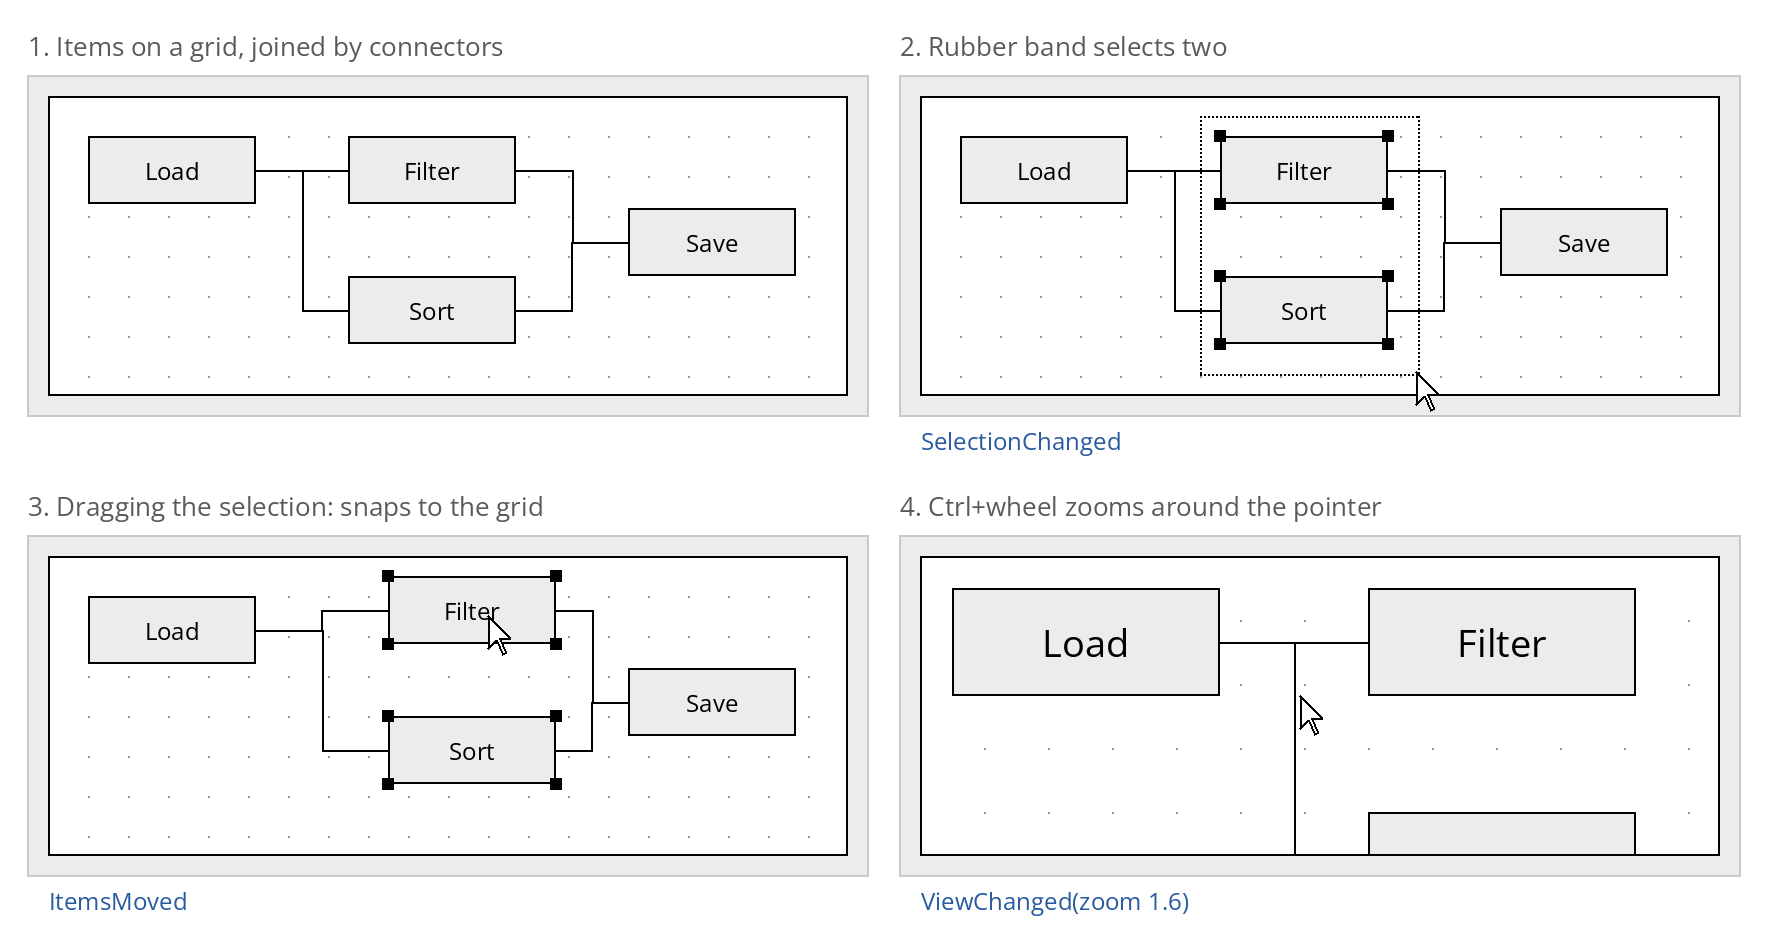 1. Items on a grid, joined by connectors
Load
Filter
Save
Sort
2. Rubber band selects two
Load
Filter
Save
Sort
SelectionChanged
3. Dragging the selection: snaps to the grid
Filter
Load
Save
Sort
ItemsMoved
4. Ctrl+wheel zooms around the pointer
Load
Filter
ViewChanged(zoom 1.6)